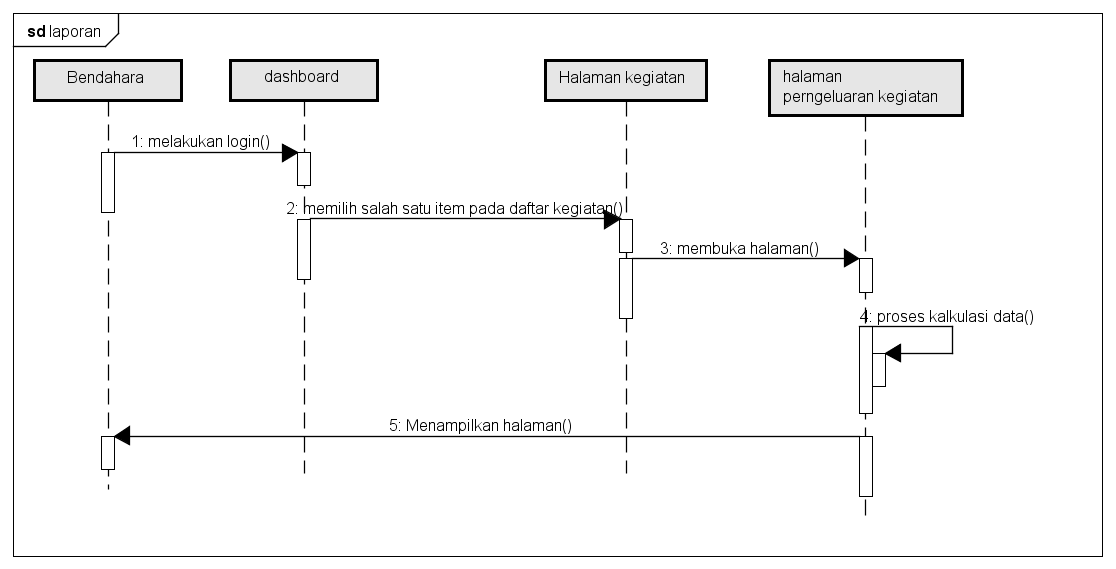 sd laporan
Bendahara
dashboard
Halaman kegiatan
halaman
perngeluaran kegiatan
1: melakukan login()
2: memilih salah satu item pada daftar kegiatan()
3: membuka halaman()
4: proses kalkulasi data()
5: Menampilkan halaman()